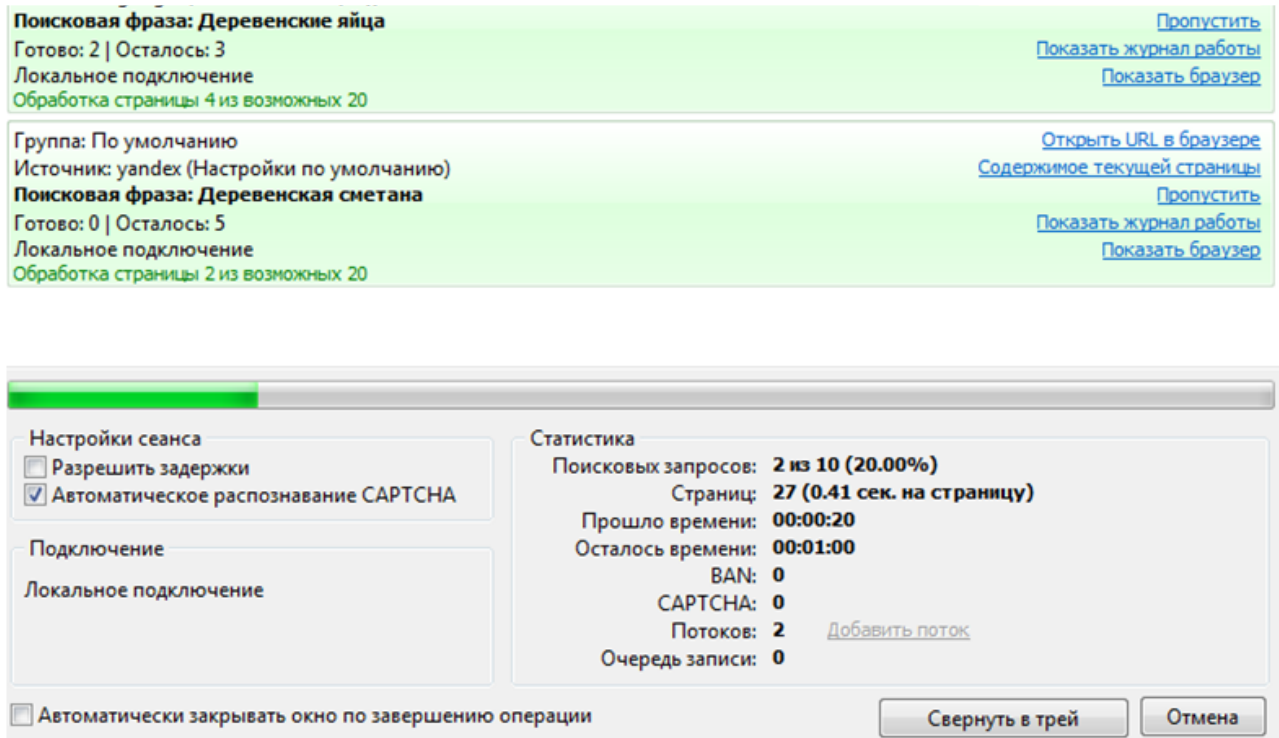 Поисковая фраза: Деревенские яйца Пропустить
Готово: 2 | Осталось: 3 Показать журнал работы
Локальное подключение Показать браузер
Обработка страницы 4 из возможных 20
Группа: По умолчанию Открыть URL в браузере
Источник: yandex (Настройки по умолчанию) Содержимое текущей страницы
Поисковая фраза: Деревенская сметана Пропустить
Готово: 0 | Осталось: 5 Показать журнал работы
Локальное подключение Показать браузер
Обработка страницы 2 из возможных 20
Настройки сеанса
Разрешить задержки
Автоматическое распознавание CAPTCHA
Подключение
Локальное подключение
Статистика
Поисковых запросов: 2 из 10 (20.00%)
Страниц: 27 (0.41 сек. на страницу)
Прошло времени: 00:00:20
Осталось времени: 00:01:00
BAN: 0
CAPTCHA: 0
Потоков: 2 Добавить поток
Очередь записи: 0
Автоматически закрывать окно по завершению операции
Свернуть в трей
Отмена